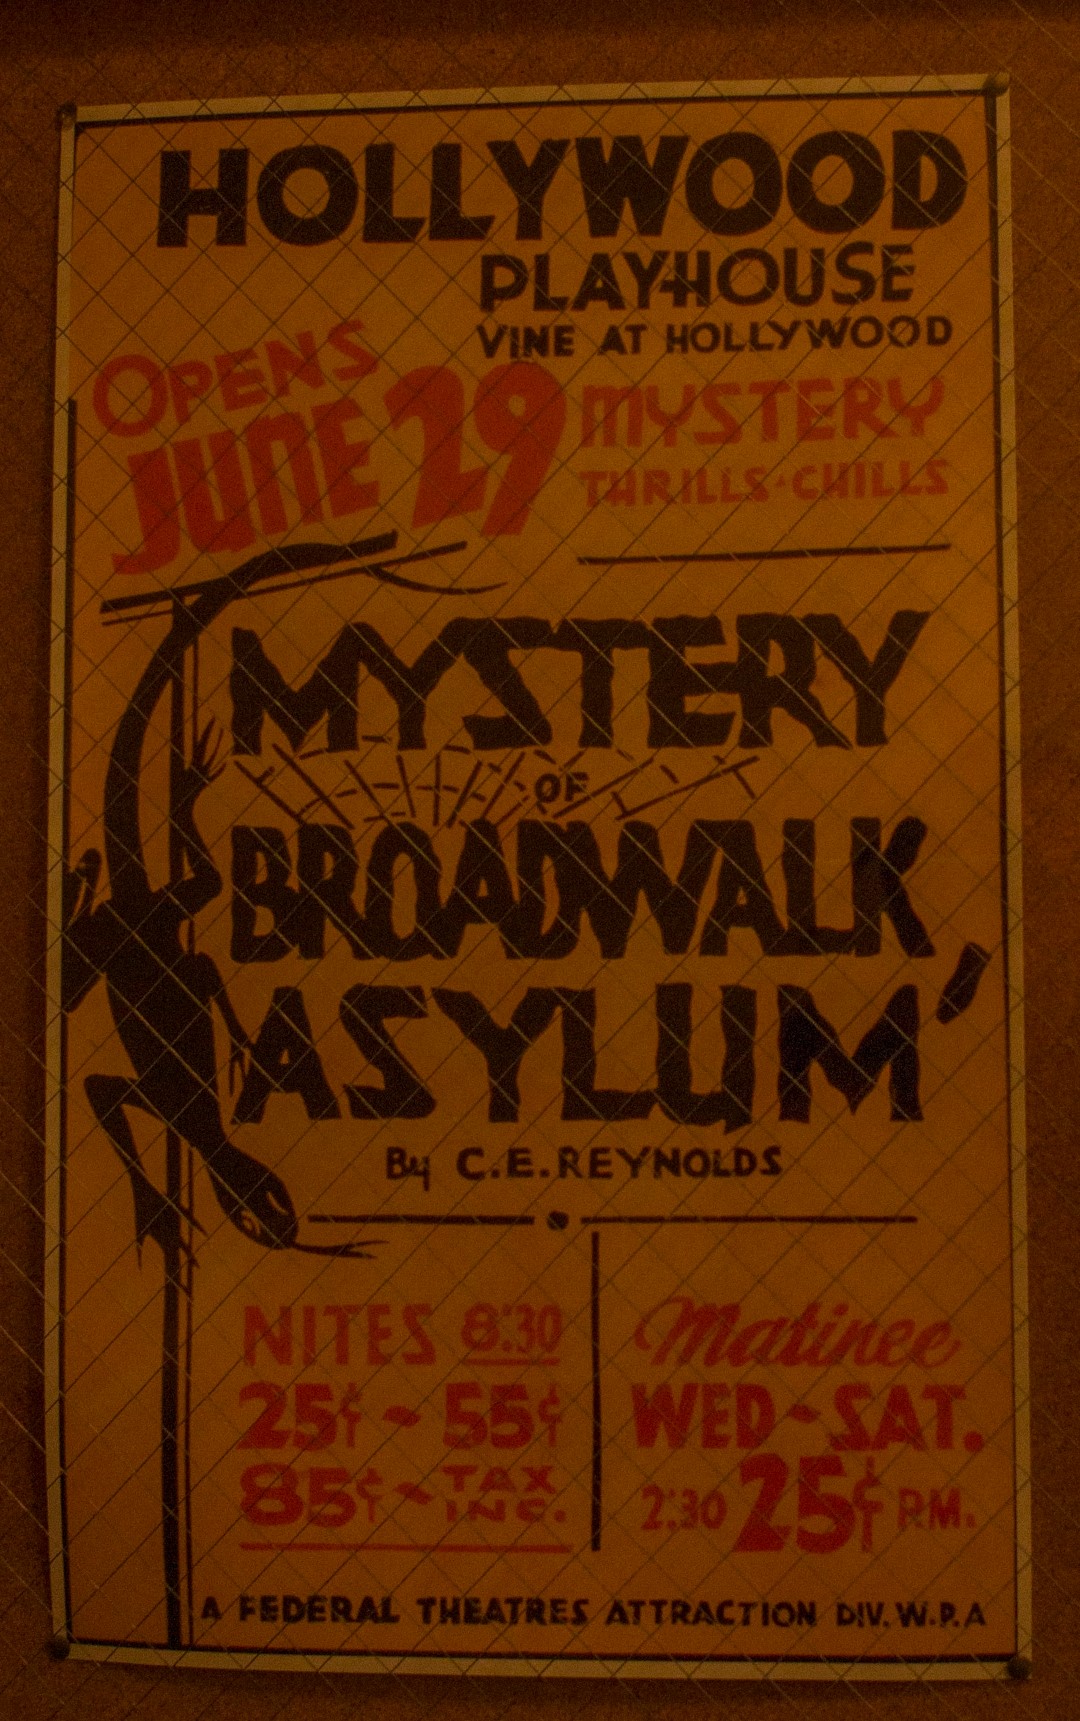 HOLLYWOOD
PLAYHOUSE
VINE AT HOLLYWOOD
OPENS
JUNE 29
MYSTERY
THRILLS · CHILLS
MYSTERY
OF
BROADWALK
ASYLUM'
By C.E. REYNOLDS
NITES 8:30
25¢ - 55¢
85¢ - TAX INC.
Matinee
WED - SAT.
2:30 25¢ P.M.
A FEDERAL THEATRES ATTRACTION DIV. W.P.A